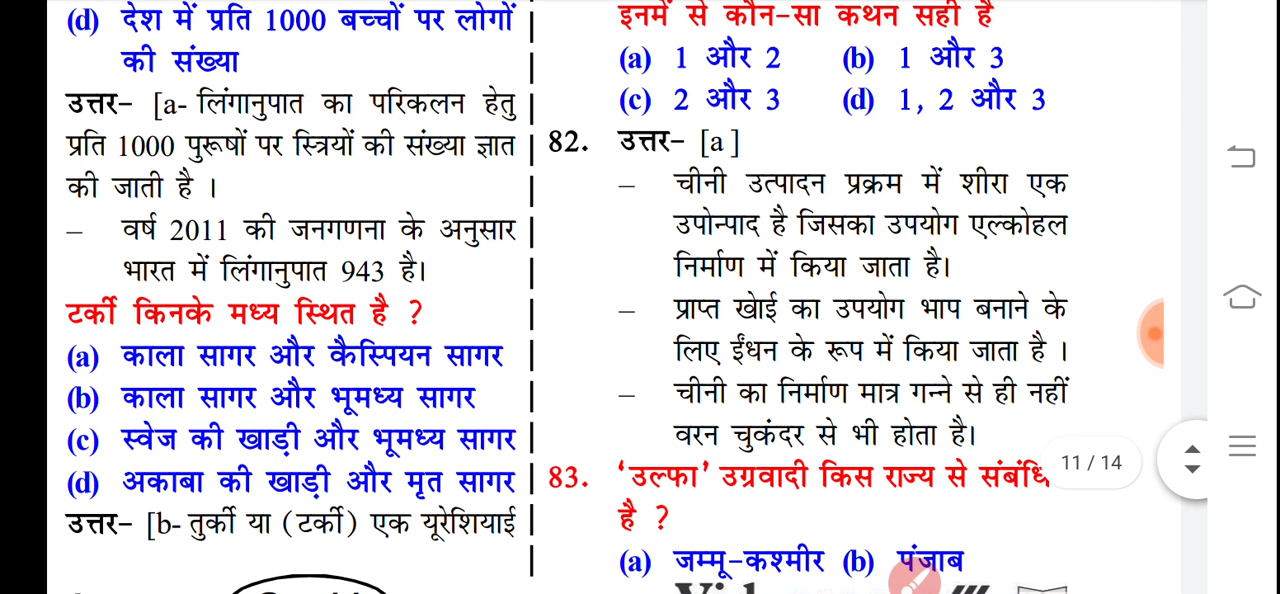 (d) देश में प्रति 1000 बच्चों पर लोगों
की संख्या
उत्तर- [a- लिंगानुपात का परिकलन हेतु
प्रति 1000 पुरूषों पर स्त्रियों की संख्या ज्ञात
की जाती है ।
– वर्ष 2011 की जनगणना के अनुसार
भारत में लिंगानुपात 943 है।
टर्की किनके मध्य स्थित है ?
(a) काला सागर और कैस्पियन सागर
(b) काला सागर और भूमध्य सागर
(c) स्वेज की खाड़ी और भूमध्य सागर
(d) अकाबा की खाड़ी और मृत सागर
उत्तर- [b- तुर्की या (टर्की) एक यूरेशियाई
इनमें से कौन-सा कथन सही है
(a) 1 और 2 (b) 1 और 3
(c) 2 और 3 (d) 1, 2 और 3
82. उत्तर- [a]
– चीनी उत्पादन प्रक्रम में शीरा एक
उपोन्पाद है जिसका उपयोग एल्कोहल
निर्माण में किया जाता है।
– प्राप्त खेाई का उपयोग भाप बनाने के
लिए ईंधन के रूप में किया जाता है ।
– चीनी का निर्माण मात्र गन्ने से ही नहीं
वरन चुकंदर से भी होता है।
83. ‘उल्फा’ उग्रवादी किस राज्य से
है ?
(a) जम्मू-कश्मीर (b) पंजाब
11 / 14